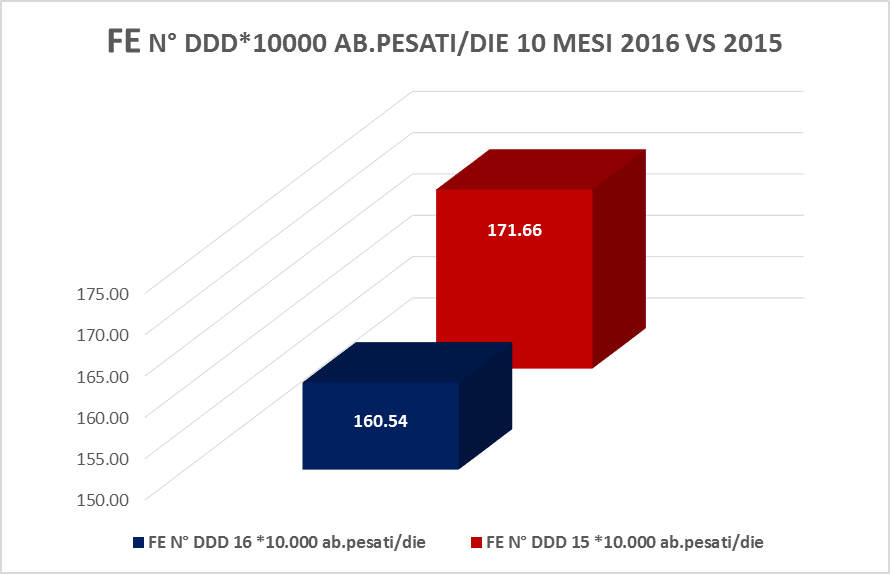 FE N° DDD*10000 AB.PESATI/DIE 10 MESI 2016 VS 2015
171.66
175.00
170.00
165.00
160.00
155.00
150.00
160.54
FE N° DDD 16 *10.000 ab.pesati/die
FE N° DDD 15 *10.000 ab.pesati/die